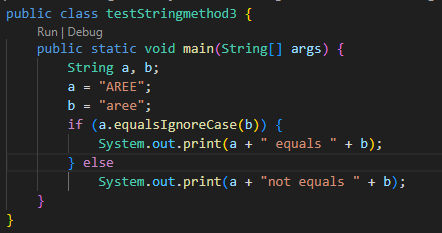 public class testStringmethod3 {
Run | Debug
public static void main(String[] args) {
String a, b;
a = "AREE";
b = "aree";
if (a.equalsIgnoreCase(b)) {
System.out.print(a + " equals " + b);
} else
System.out.print(a + "not equals " + b);
}
}